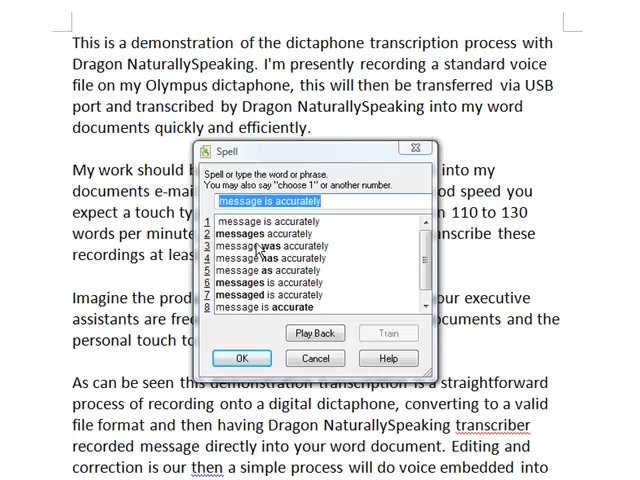 This is a demonstration of the dictaphone transcription process with
Dragon NaturallySpeaking. I'm presently recording a standard voice
file on my Olympus dictaphone, this will then be transferred via USB
port and transcribed by Dragon NaturallySpeaking into my word
documents quickly and efficiently.
My work should b
into my
documents e-mai
od speed you
expect a touch ty
n 110 to 130
words per minute
nscribe these
recordings at leas
Imagine the prod
our executive
assistants are free
ocuments and the
personal touch to
As can be seen this demonstration transcription is a straightforward
process of recording onto a digital dictaphone, converting to a valid
file format and then having Dragon NaturallySpeaking transcriber
recorded message directly into your word document. Editing and
correction is our then a simple process will do voice embedded into
Spell
Spell or type the word or phrase.
You may also say "choose 1" or another number.
message is accurately
1 message is accurately
2 messages accurately
3 message was accurately
4 message has accurately
5 message as accurately
6 messages is accurately
7 messaged is accurately
8 message is accurate
Play Back Train
OK Cancel Help